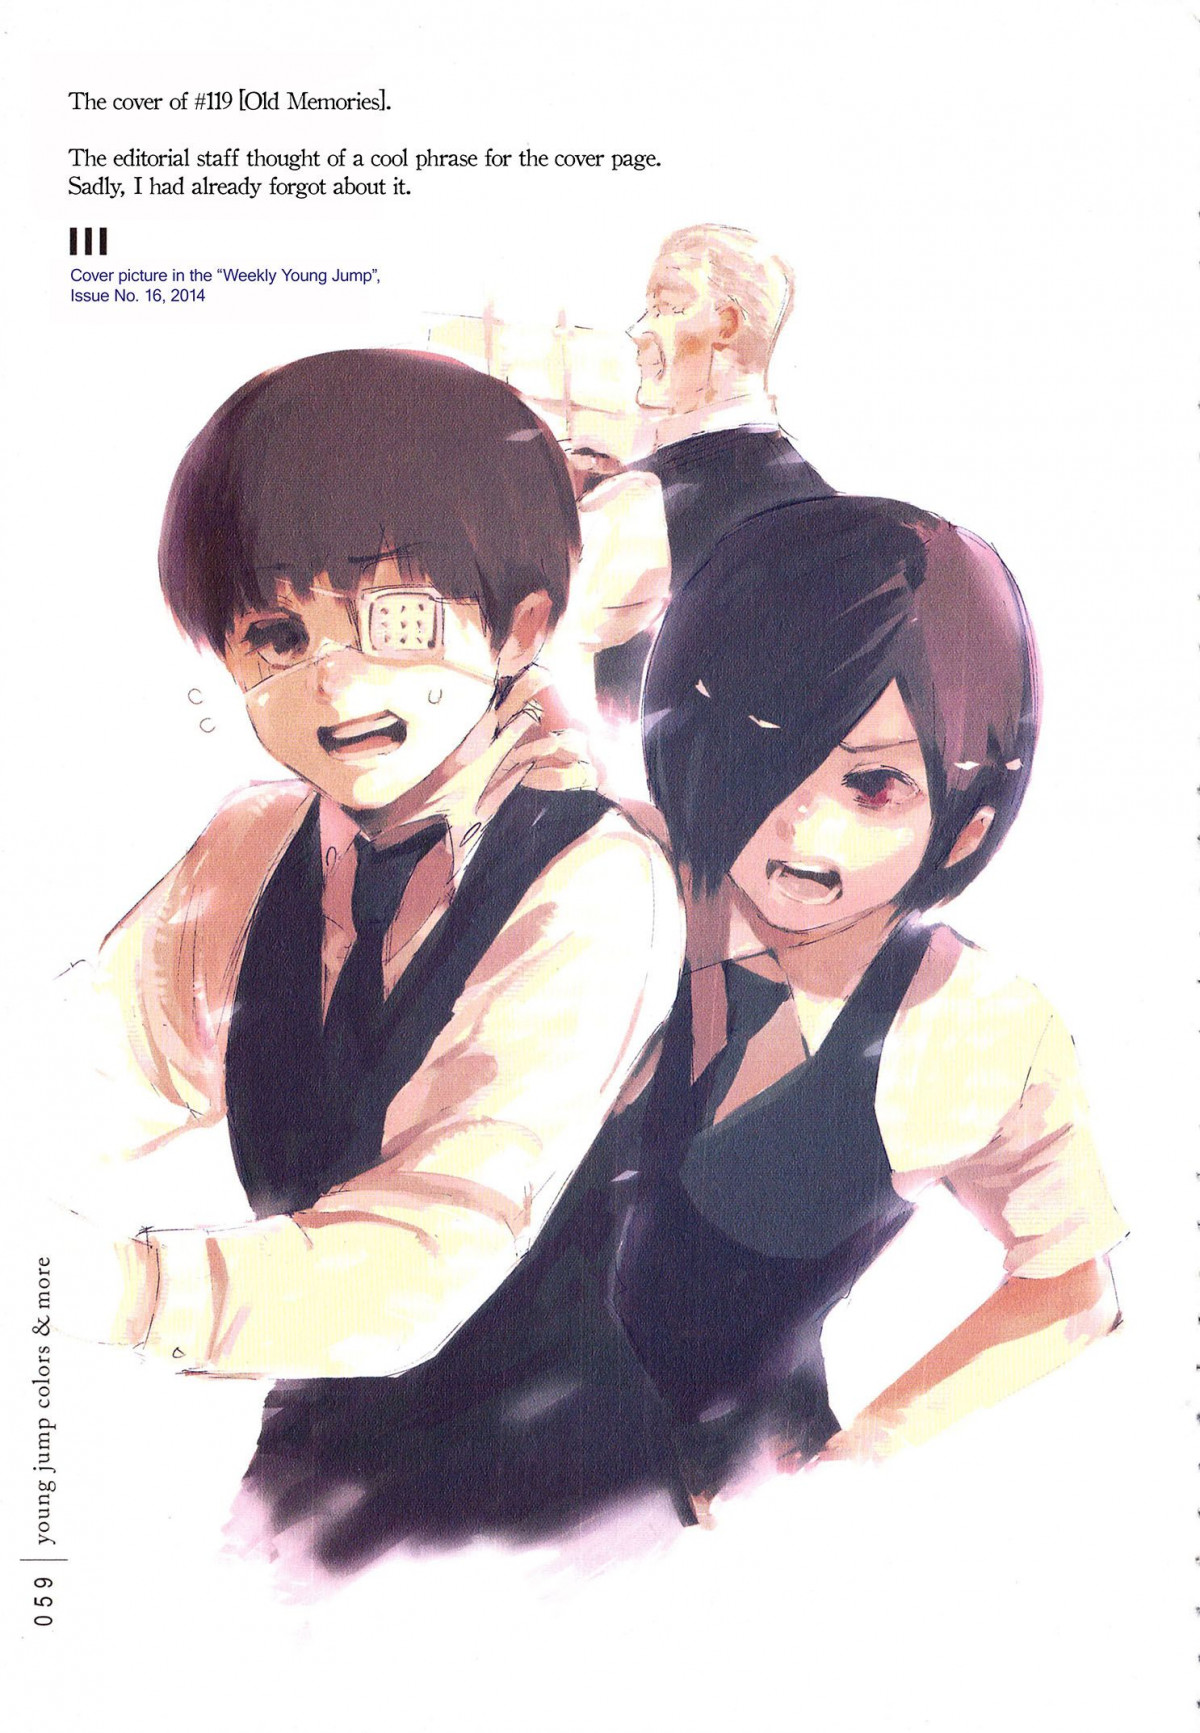 The cover of #119 [Old Memories].
The editorial staff thought of a cool phrase for the cover page.
Sadly, I had already forgot about it.
III
Cover picture in the “Weekly Young Jump”,
Issue No. 16, 2014
059 | young jump colors & more